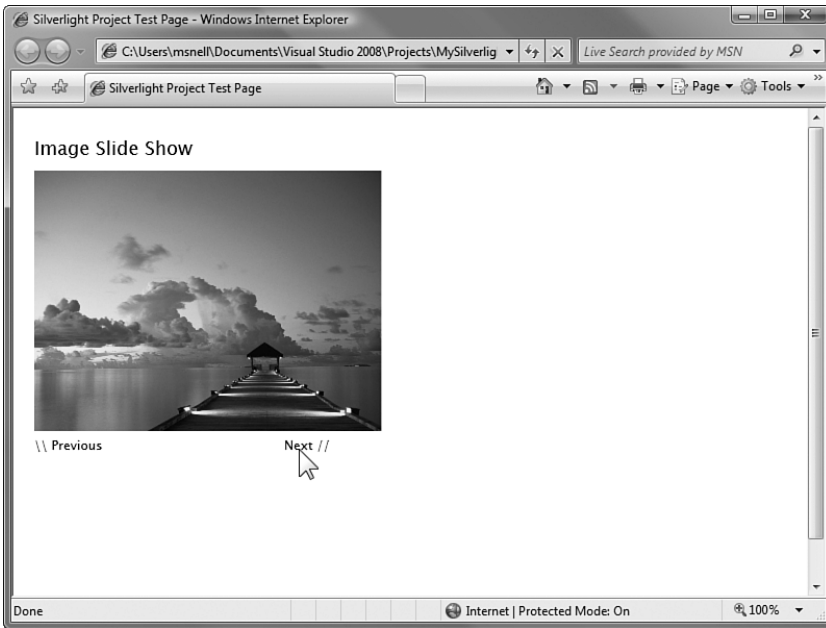 Silverlight Project Test Page - Windows Internet Explorer
C:\Users\msnell\Documents\Visual Studio 2008\Projects\MySilverlig
Live Search provided by MSN
Silverlight Project Test Page
Page
Tools
Image Slide Show
\\ Previous
Next //
Done
Internet | Protected Mode: On
100%